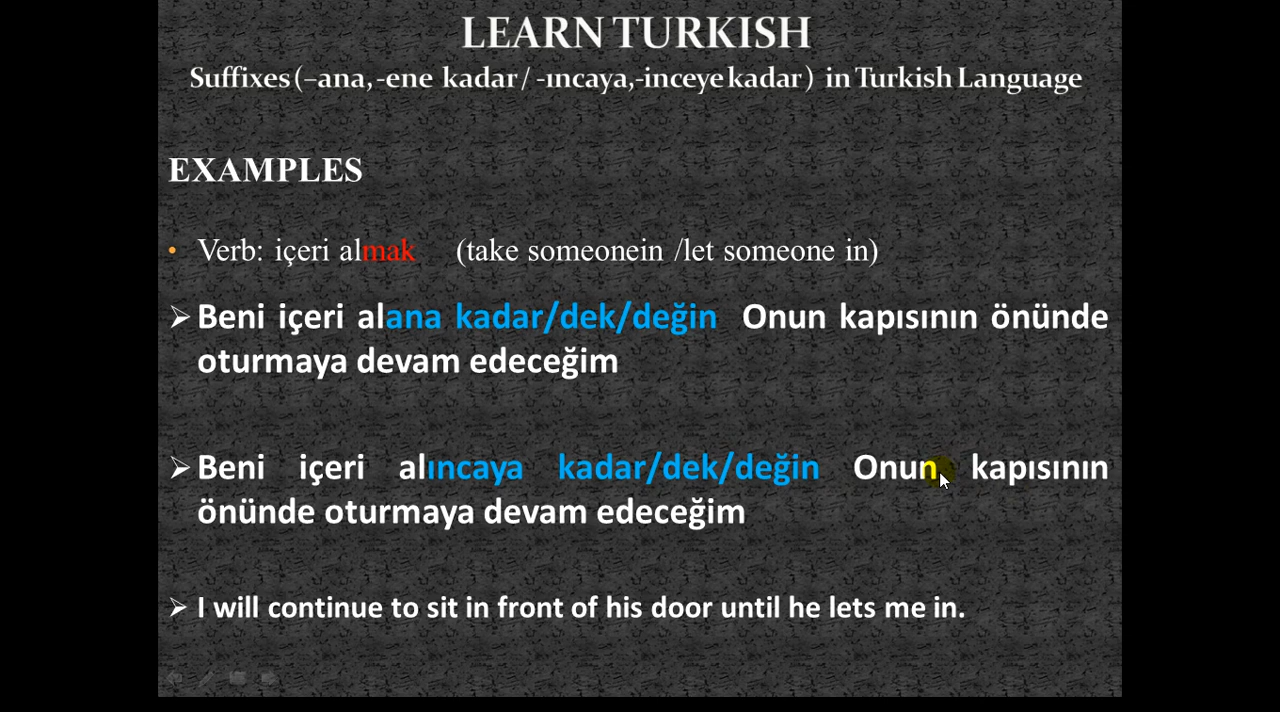 LEARN TURKISH
Suffixes (–ana, -ene kadar / -ıncaya,-inceye kadar ) in Turkish Language
EXAMPLES
• Verb: içeri almak (take someonein /let someone in)
➢ Beni içeri alana kadar/dek/değin Onun kapısının önünde
oturmaya devam edeceğim
➢ Beni içeri alıncaya kadar/dek/değin Onun kapısının
önünde oturmaya devam edeceğim
➢ I will continue to sit in front of his door until he lets me in.